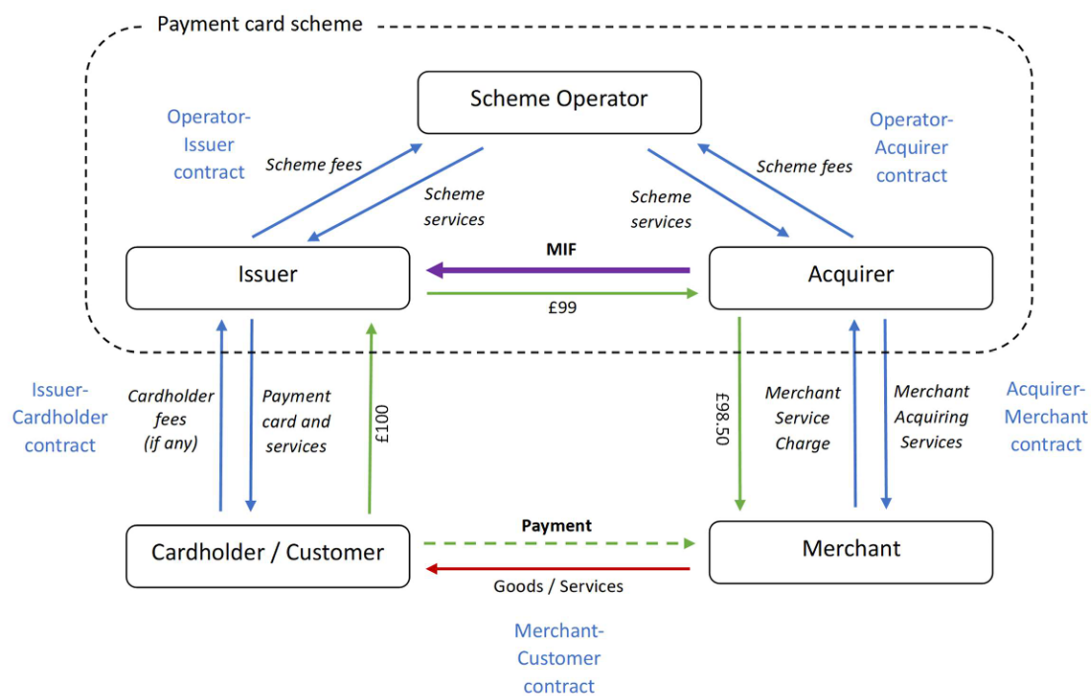 Payment card scheme
Scheme Operator
Operator-
Issuer
contract
Operator-
Acquirer
contract
Scheme fees
Scheme
services
Scheme
services
Scheme fees
Issuer
MIF
£99
Acquirer
Issuer-
Cardholder
contract
Cardholder
fees
(if any)
Payment
card and
services
£100
£98.50
Merchant
Service
Charge
Merchant
Acquiring
Services
Acquirer-
Merchant
contract
Cardholder / Customer
Payment
Goods / Services
Merchant
Merchant-
Customer
contract